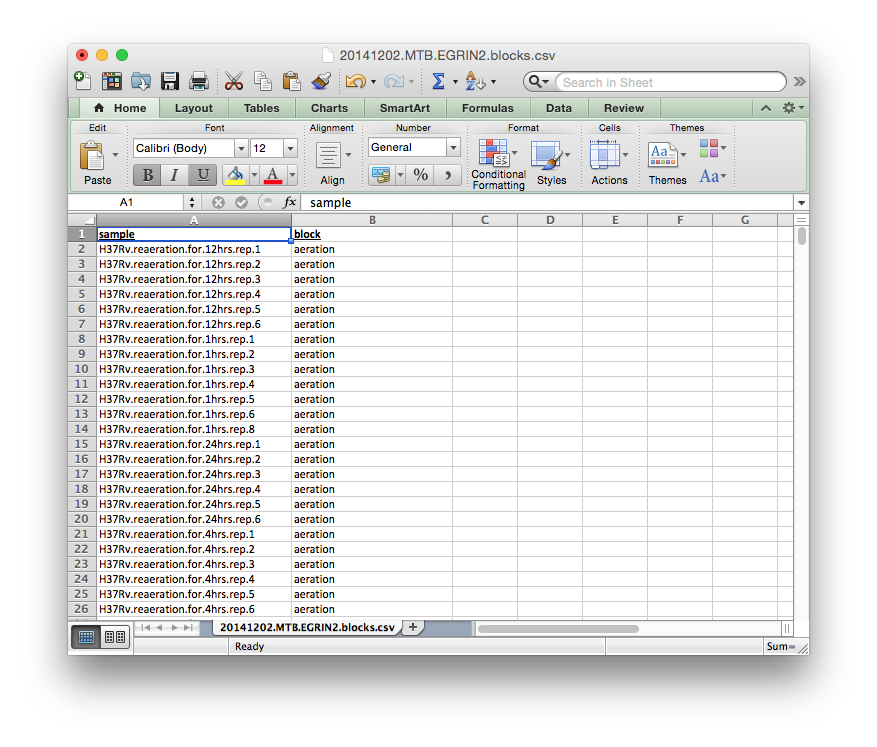 20141202.MTB.EGRIN2.blocks.csv
Search in Sheet
Home Layout Tables Charts SmartArt Formulas Data Review
Edit Font Alignment Number Format Cells Themes
Calibri (Body) 12 General
Paste B I U A Align % Conditional Formatting Styles Actions Themes Aa
A1 fx sample
A B C D E F G
1 sample block
2 H37Rv.reaeration.for.12hrs.rep.1 aeration
3 H37Rv.reaeration.for.12hrs.rep.2 aeration
4 H37Rv.reaeration.for.12hrs.rep.3 aeration
5 H37Rv.reaeration.for.12hrs.rep.4 aeration
6 H37Rv.reaeration.for.12hrs.rep.5 aeration
7 H37Rv.reaeration.for.12hrs.rep.6 aeration
8 H37Rv.reaeration.for.1hrs.rep.1 aeration
9 H37Rv.reaeration.for.1hrs.rep.2 aeration
10 H37Rv.reaeration.for.1hrs.rep.3 aeration
11 H37Rv.reaeration.for.1hrs.rep.4 aeration
12 H37Rv.reaeration.for.1hrs.rep.5 aeration
13 H37Rv.reaeration.for.1hrs.rep.6 aeration
14 H37Rv.reaeration.for.1hrs.rep.8 aeration
15 H37Rv.reaeration.for.24hrs.rep.1 aeration
16 H37Rv.reaeration.for.24hrs.rep.2 aeration
17 H37Rv.reaeration.for.24hrs.rep.3 aeration
18 H37Rv.reaeration.for.24hrs.rep.4 aeration
19 H37Rv.reaeration.for.24hrs.rep.5 aeration
20 H37Rv.reaeration.for.24hrs.rep.6 aeration
21 H37Rv.reaeration.for.4hrs.rep.1 aeration
22 H37Rv.reaeration.for.4hrs.rep.2 aeration
23 H37Rv.reaeration.for.4hrs.rep.3 aeration
24 H37Rv.reaeration.for.4hrs.rep.4 aeration
25 H37Rv.reaeration.for.4hrs.rep.5 aeration
26 H37Rv.reaeration.for.4hrs.rep.6 aeration
20141202.MTB.EGRIN2.blocks.csv
Ready Sum=